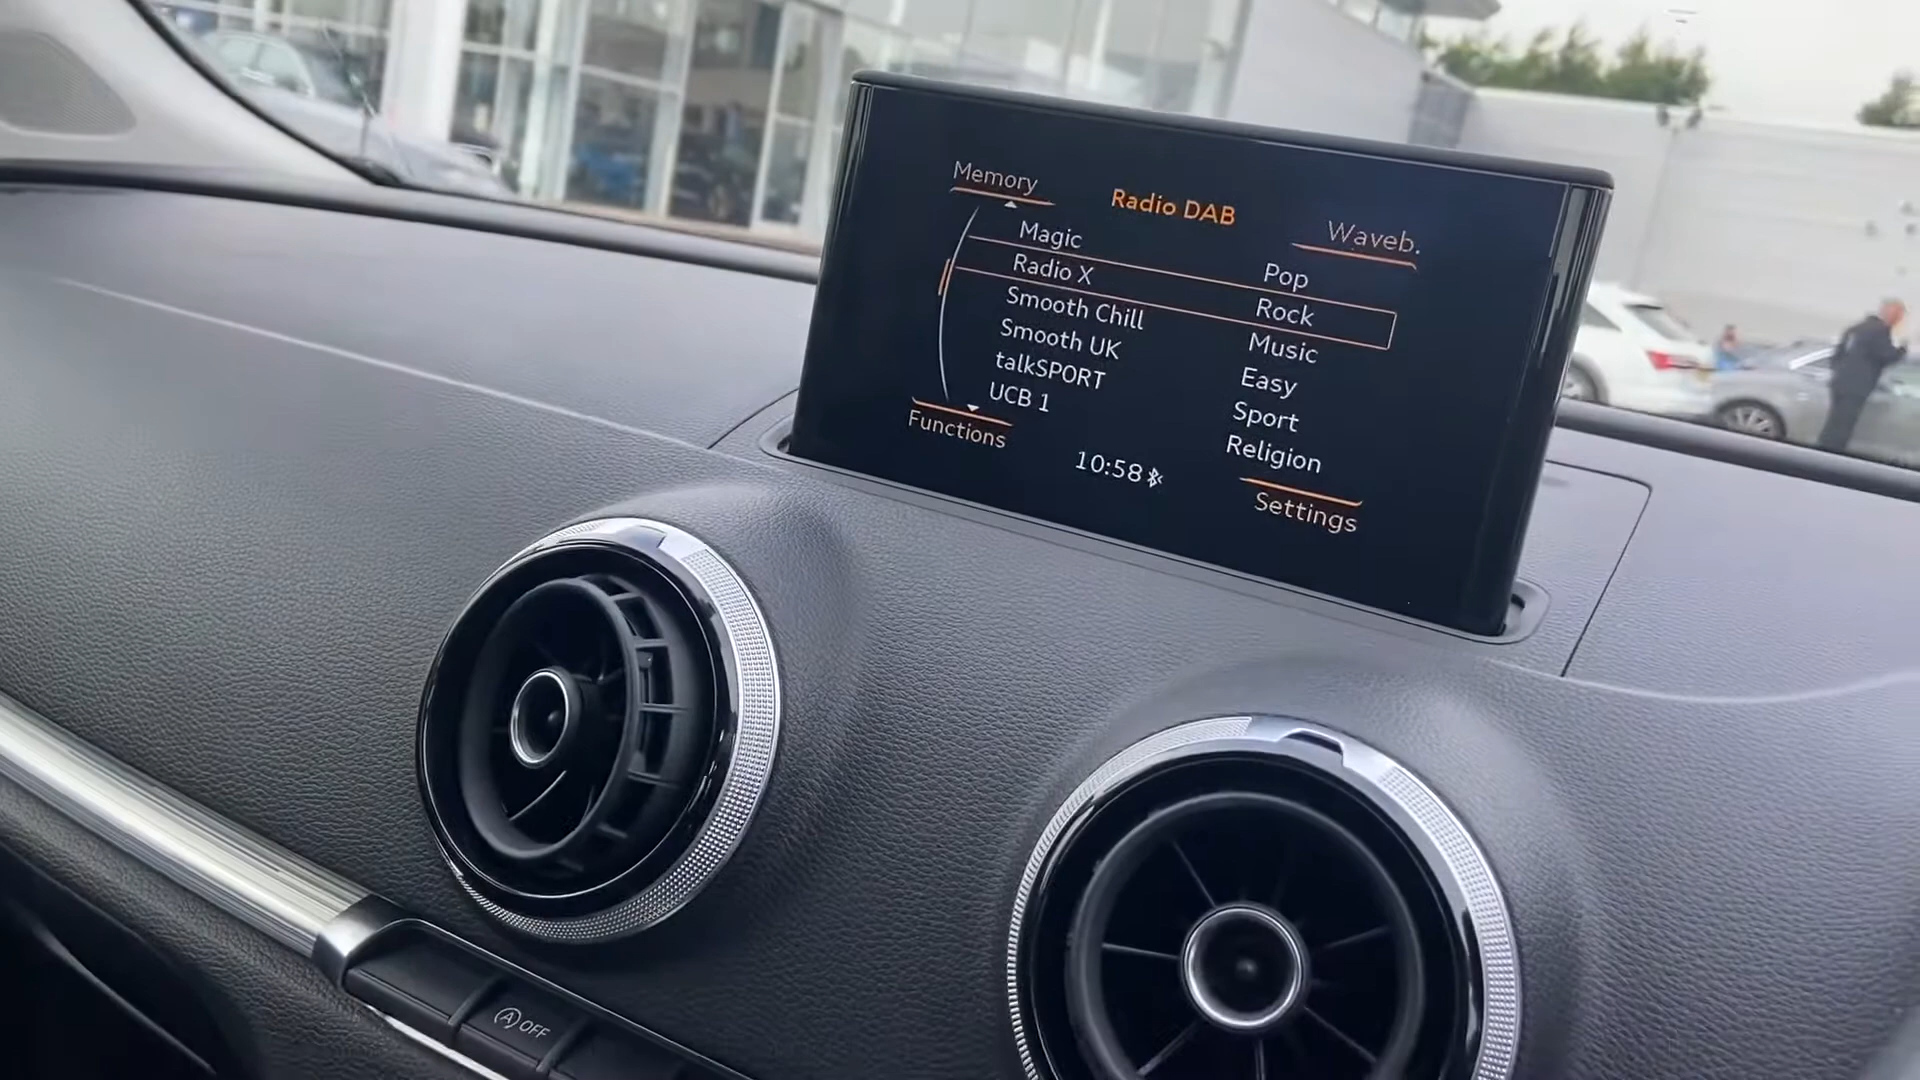 Memory
Radio DAB
Waveb.
Magic Pop
Radio X Rock
Smooth Chill Music
Smooth UK Easy
talkSPORT Sport
UCB 1 Religion
Functions
10:58
Settings
A OFF